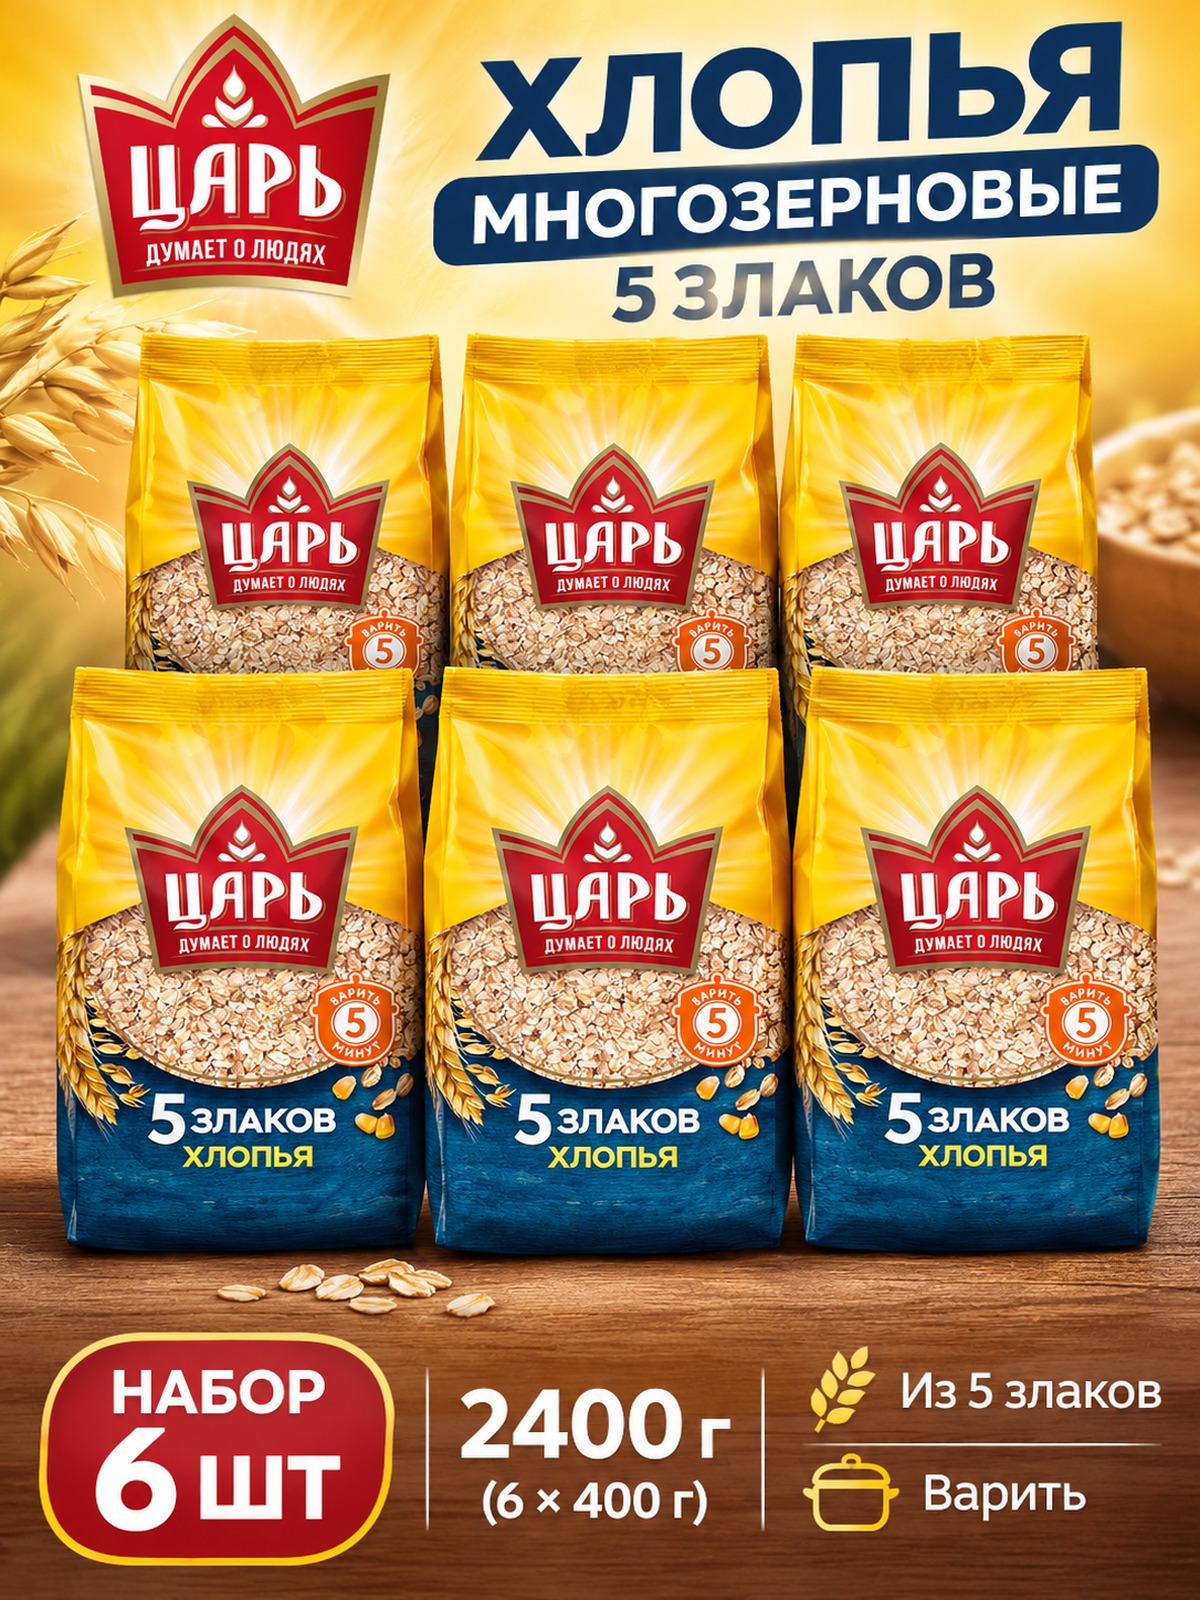 ЦАРЬ
ДУМАЕТ О ЛЮДЯХ
ХЛОПЬЯ
МНОГОЗЕРНОВЫЕ
5 ЗЛАКОВ
ЦАРЬ
ДУМАЕТ О ЛЮДЯХ
ВАРИТЬ
5
ЦАРЬ
ДУМАЕТ О ЛЮДЯХ
ВАРИТЬ
5
ЦАРЬ
ДУМАЕТ О ЛЮДЯХ
ВАРИТЬ
5
ЦАРЬ
ДУМАЕТ О ЛЮДЯХ
ВАРИТЬ
5
МИНУТ
5 ЗЛАКОВ
ХЛОПЬЯ
ЦАРЬ
ДУМАЕТ О ЛЮДЯХ
ВАРИТЬ
5
МИНУТ
5 ЗЛАКОВ
ХЛОПЬЯ
ЦАРЬ
ДУМАЕТ О ЛЮДЯХ
ВАРИТЬ
5
МИНУТ
5 ЗЛАКОВ
ХЛОПЬЯ
НАБОР
6 ШТ
2400 г
(6 × 400 г)
Из 5 злаков
Варить